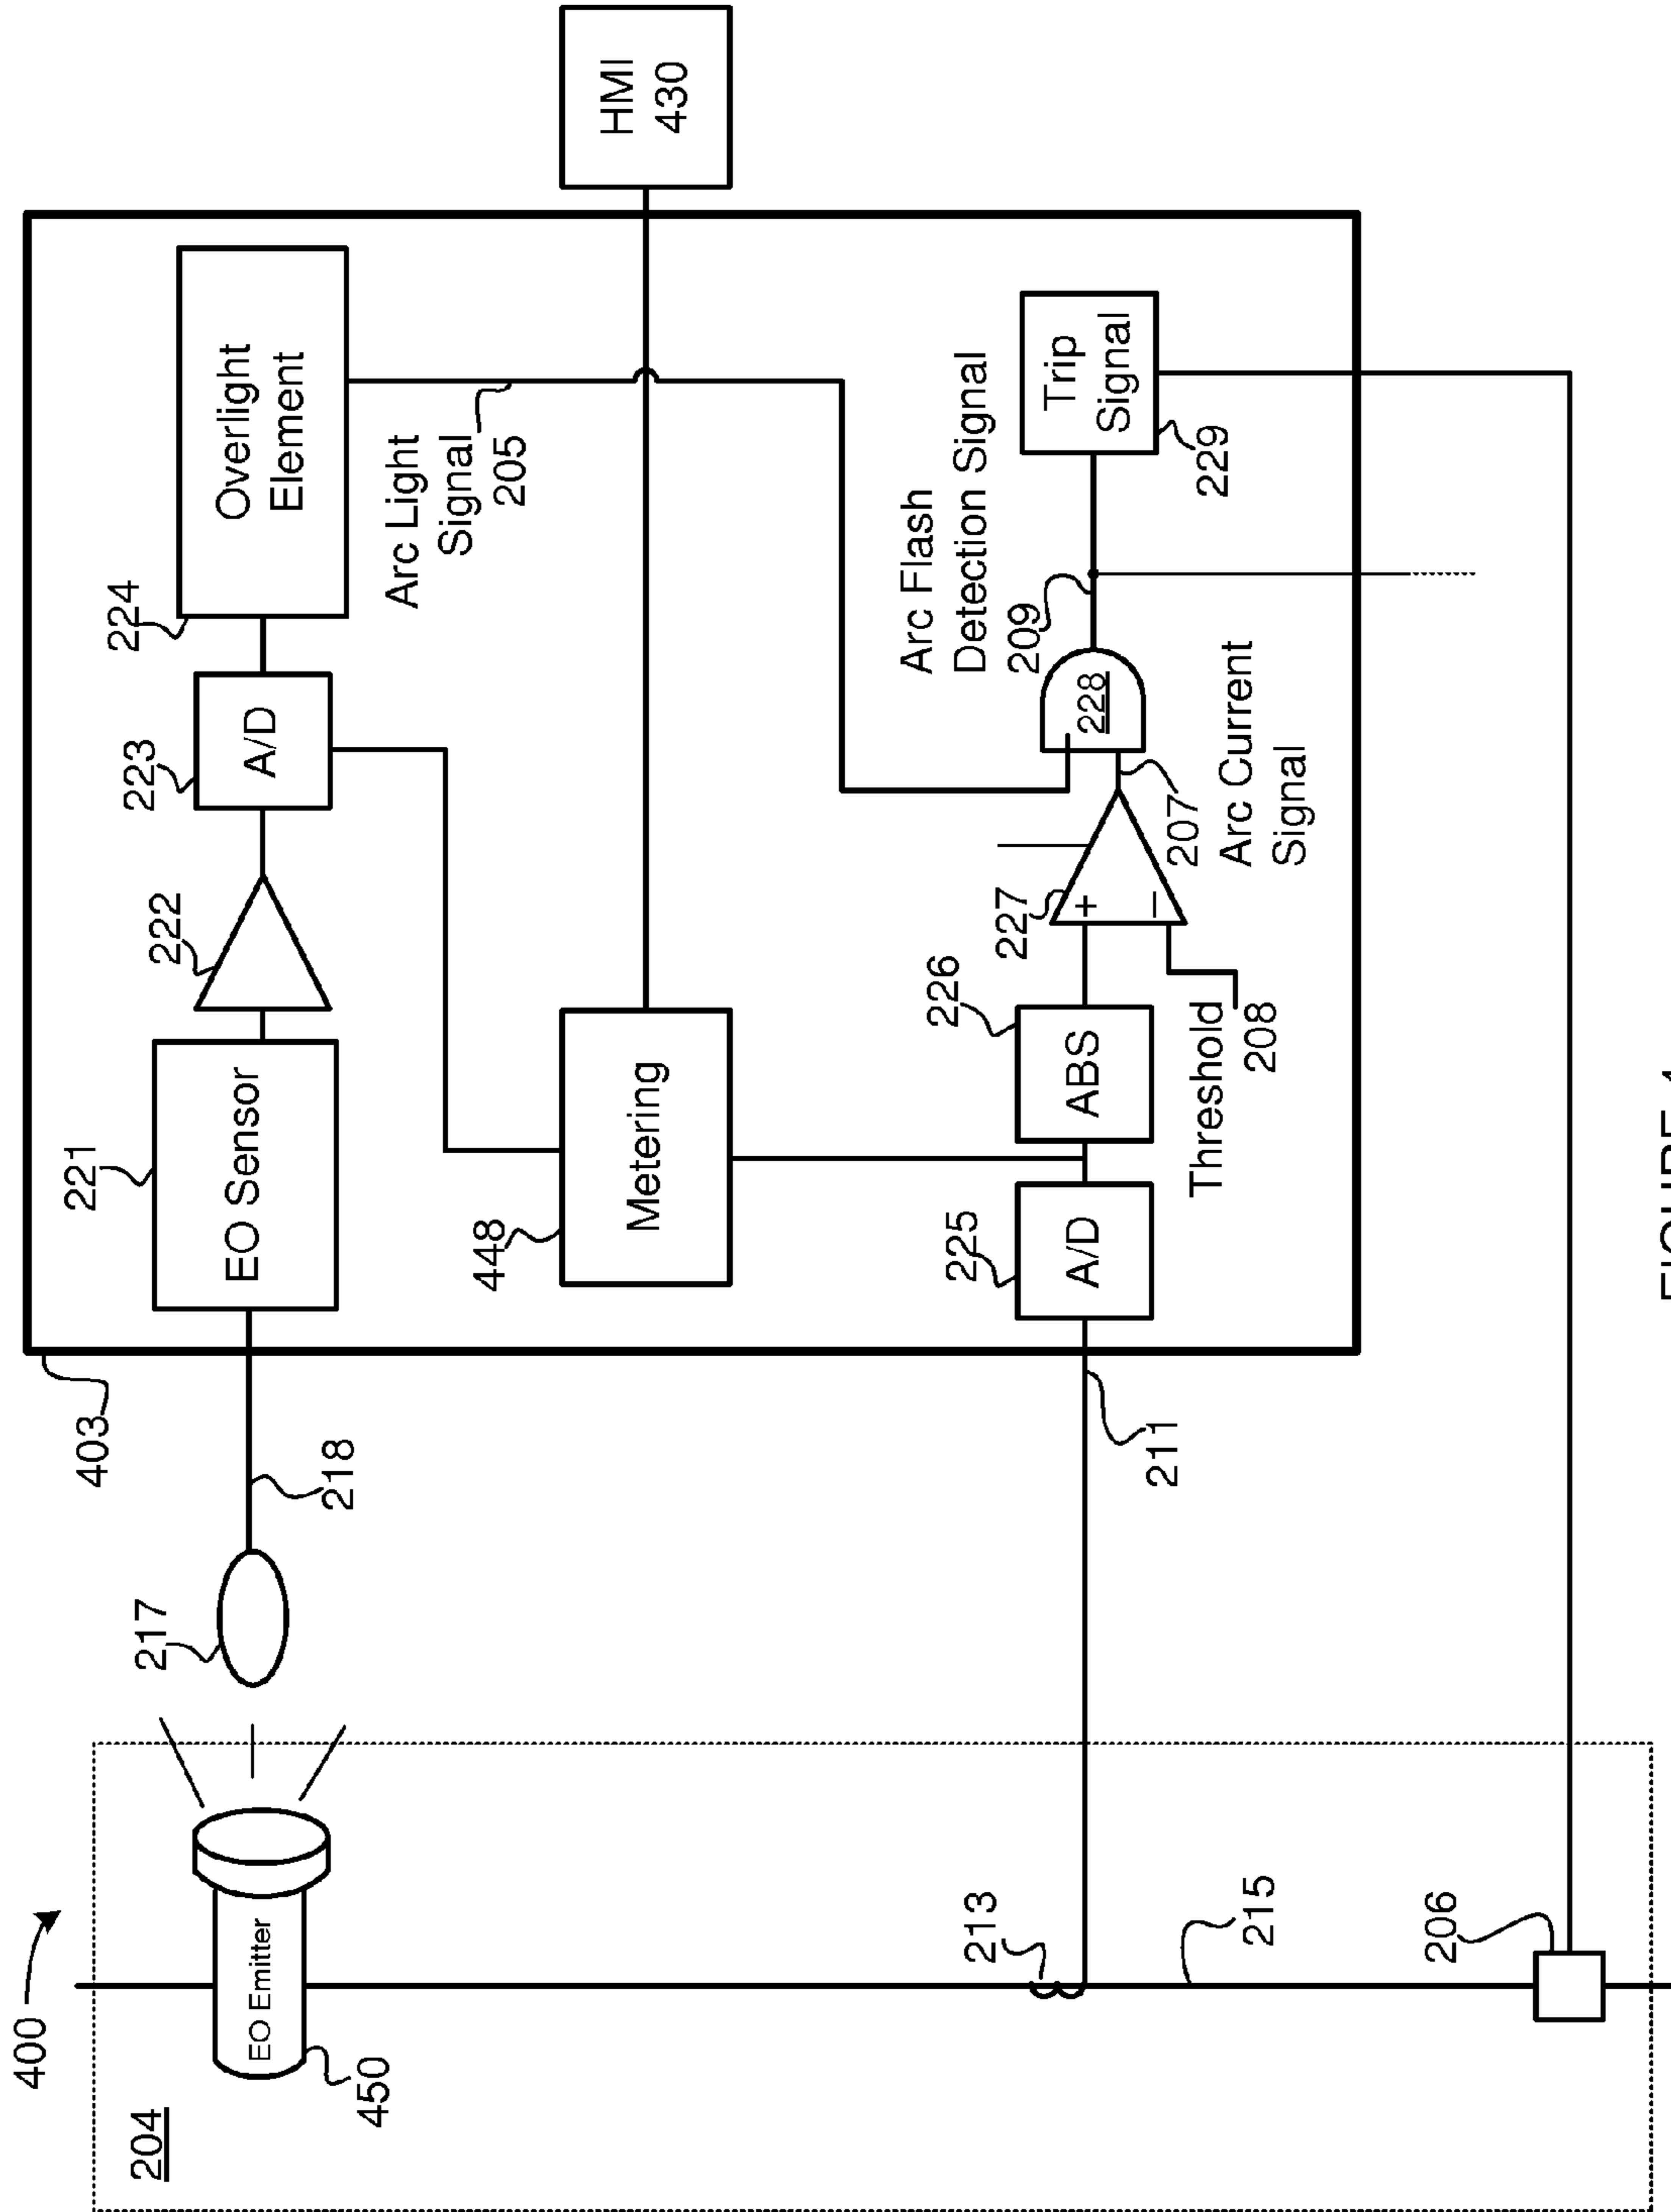 400
403
221
224
223
204
217
222
EO Emitter
EO Sensor
A/D
Overlight
Element
218
450
Arc Light
Signal
205
448
HMI
430
Metering
Arc Flash
Detection Signal
209
213
225
226
227
A/D
ABS
+
−
228
Trip
Signal
211
207
229
215
Threshold
208
Arc Current
Signal
206
FIGURE 4